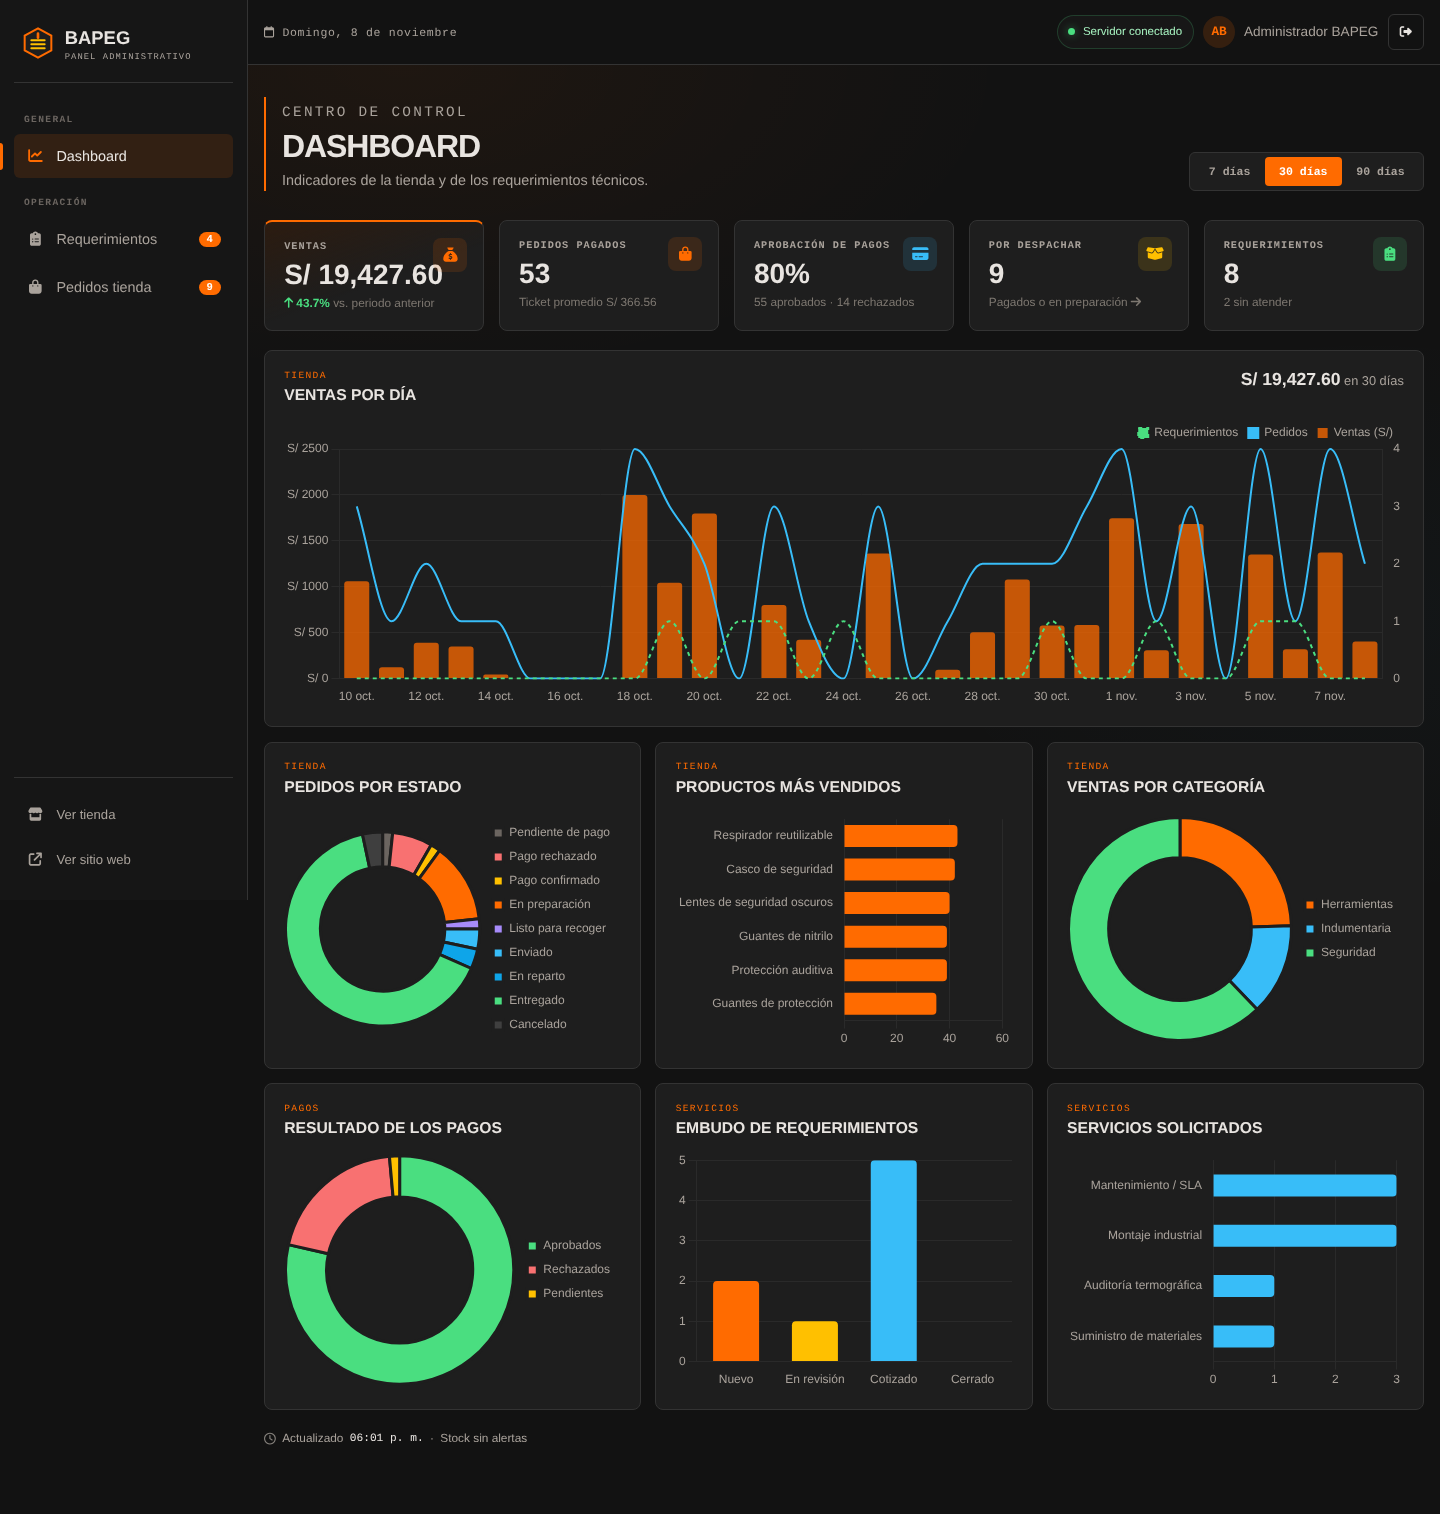 BAPEG
PANEL ADMINISTRATIVO
GENERAL
Dashboard
OPERACIÓN
Requerimientos 4
Pedidos tienda 9
Ver tienda
Ver sitio web
Domingo, 8 de noviembre
Servidor conectado
AB
Administrador BAPEG
CENTRO DE CONTROL
DASHBOARD
Indicadores de la tienda y de los requerimientos técnicos.
7 días 30 días 90 días
VENTAS
S/ 19,427.60
43.7% vs. periodo anterior
PEDIDOS PAGADOS
53
Ticket promedio S/ 366.56
APROBACIÓN DE PAGOS
80%
55 aprobados · 14 rechazados
POR DESPACHAR
9
Pagados o en preparación
REQUERIMIENTOS
8
2 sin atender
TIENDA
VENTAS POR DÍA
S/ 19,427.60 en 30 días
Requerimientos Pedidos Ventas (S/)
S/ 2500
S/ 2000
S/ 1500
S/ 1000
S/ 500
S/ 0
4
3
2
1
0
10 oct. 12 oct. 14 oct. 16 oct. 18 oct. 20 oct. 22 oct. 24 oct. 26 oct. 28 oct. 30 oct. 1 nov. 3 nov. 5 nov. 7 nov.
TIENDA
PEDIDOS POR ESTADO
Pendiente de pago
Pago rechazado
Pago confirmado
En preparación
Listo para recoger
Enviado
En reparto
Entregado
Cancelado
TIENDA
PRODUCTOS MÁS VENDIDOS
Respirador reutilizable
Casco de seguridad
Lentes de seguridad oscuros
Guantes de nitrilo
Protección auditiva
Guantes de protección
0 20 40 60
TIENDA
VENTAS POR CATEGORÍA
Herramientas
Indumentaria
Seguridad
PAGOS
RESULTADO DE LOS PAGOS
Aprobados
Rechazados
Pendientes
SERVICIOS
EMBUDO DE REQUERIMIENTOS
5
4
3
2
1
0
Nuevo En revisión Cotizado Cerrado
SERVICIOS
SERVICIOS SOLICITADOS
Mantenimiento / SLA
Montaje industrial
Auditoría termográfica
Suministro de materiales
0 1 2 3
Actualizado 06:01 p. m. · Stock sin alertas